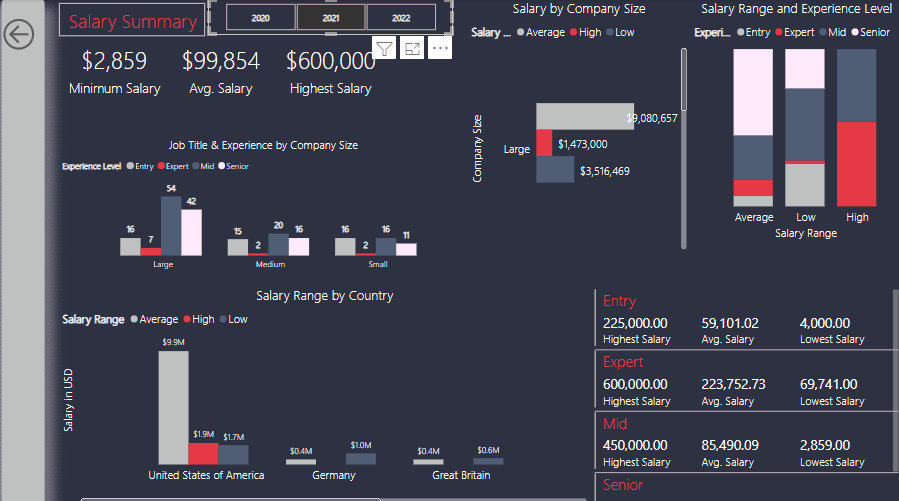 Salary Summary
2020
2021
2022
$2,859
Minimum Salary
$99,854
Avg. Salary
$600,000
Highest Salary
Salary by Company Size
Salary ... Average High Low
Company Size
Large
$9,080,657
$1,473,000
$3,516,469
Salary Range and Experience Level
Experi... Entry Expert Mid Senior
Average Low High
Salary Range
Job Title & Experience by Company Size
Experience Level Entry Expert Mid Senior
16 7 54 42
15 2 20 16
16 2 16 11
Large Medium Small
Salary Range by Country
Salary Range Average High Low
Salary in USD
$9.9M
$1.9M $1.7M
$0.4M $1.0M
$0.4M $0.6M
United States of America Germany Great Britain
Entry
225,000.00 59,101.02 4,000.00
Highest Salary Avg. Salary Lowest Salary
Expert
600,000.00 223,752.73 69,741.00
Highest Salary Avg. Salary Lowest Salary
Mid
450,000.00 85,490.09 2,859.00
Highest Salary Avg. Salary Lowest Salary
Senior